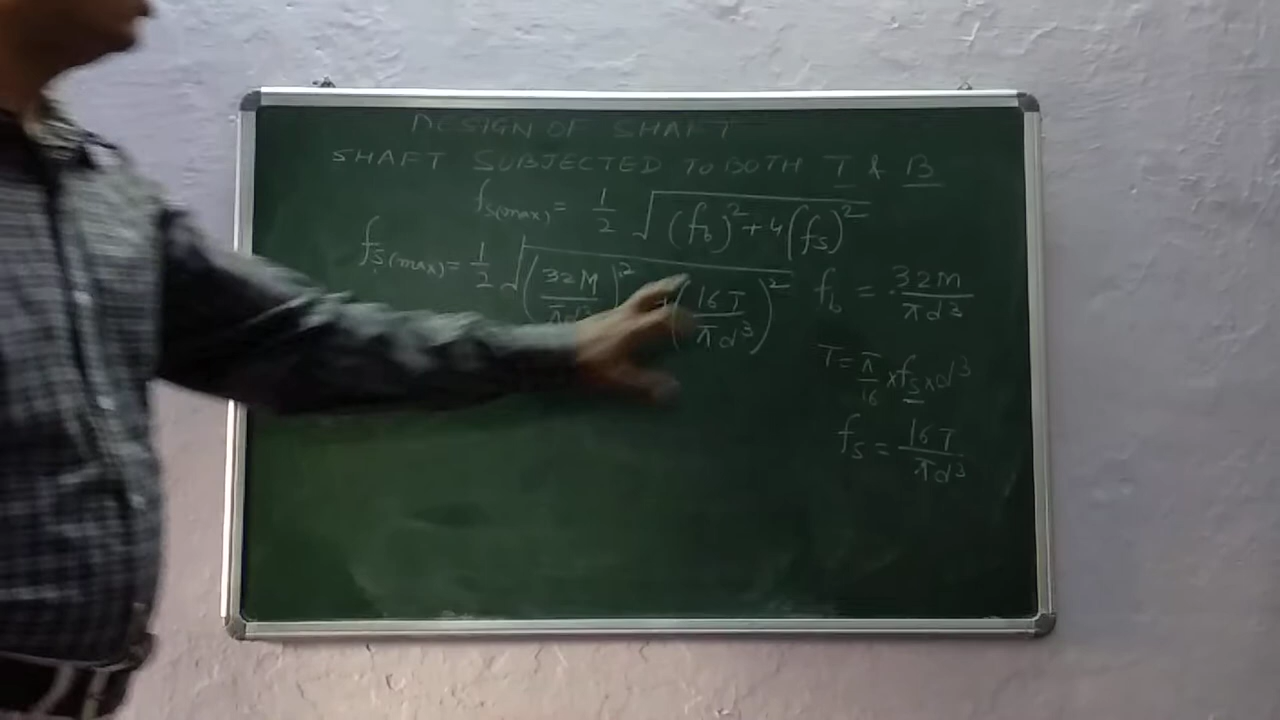 DESIGN OF SHAFT
SHAFT SUBJECTED TO BOTH T & B
fs(max) = 1/2 √((fb)² + 4(fs)²)
fs(max) = 1/2 √((32M/πd³)² (16T/πd³)²)
fb = 32M/πd³
T = π/16 × fs × d³
fs = 16T/πd³